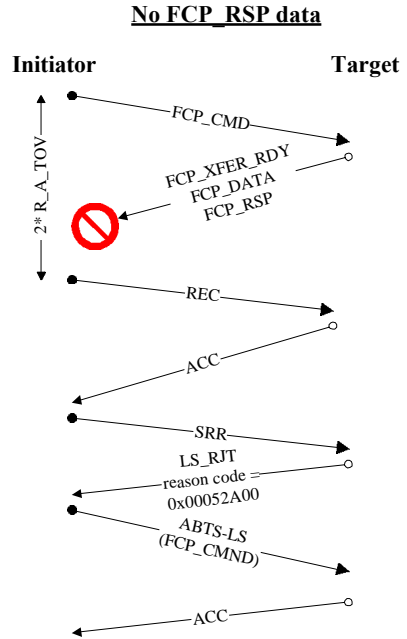 No FCP_RSP data
Initiator
Target
FCP_CMD
2* R_A_TOV
FCP_XFER_RDY
FCP_DATA
FCP_RSP
REC
ACC
SRR
LS_RJT
reason code =
0x00052A00
ABTS-LS
(FCP_CMND)
ACC